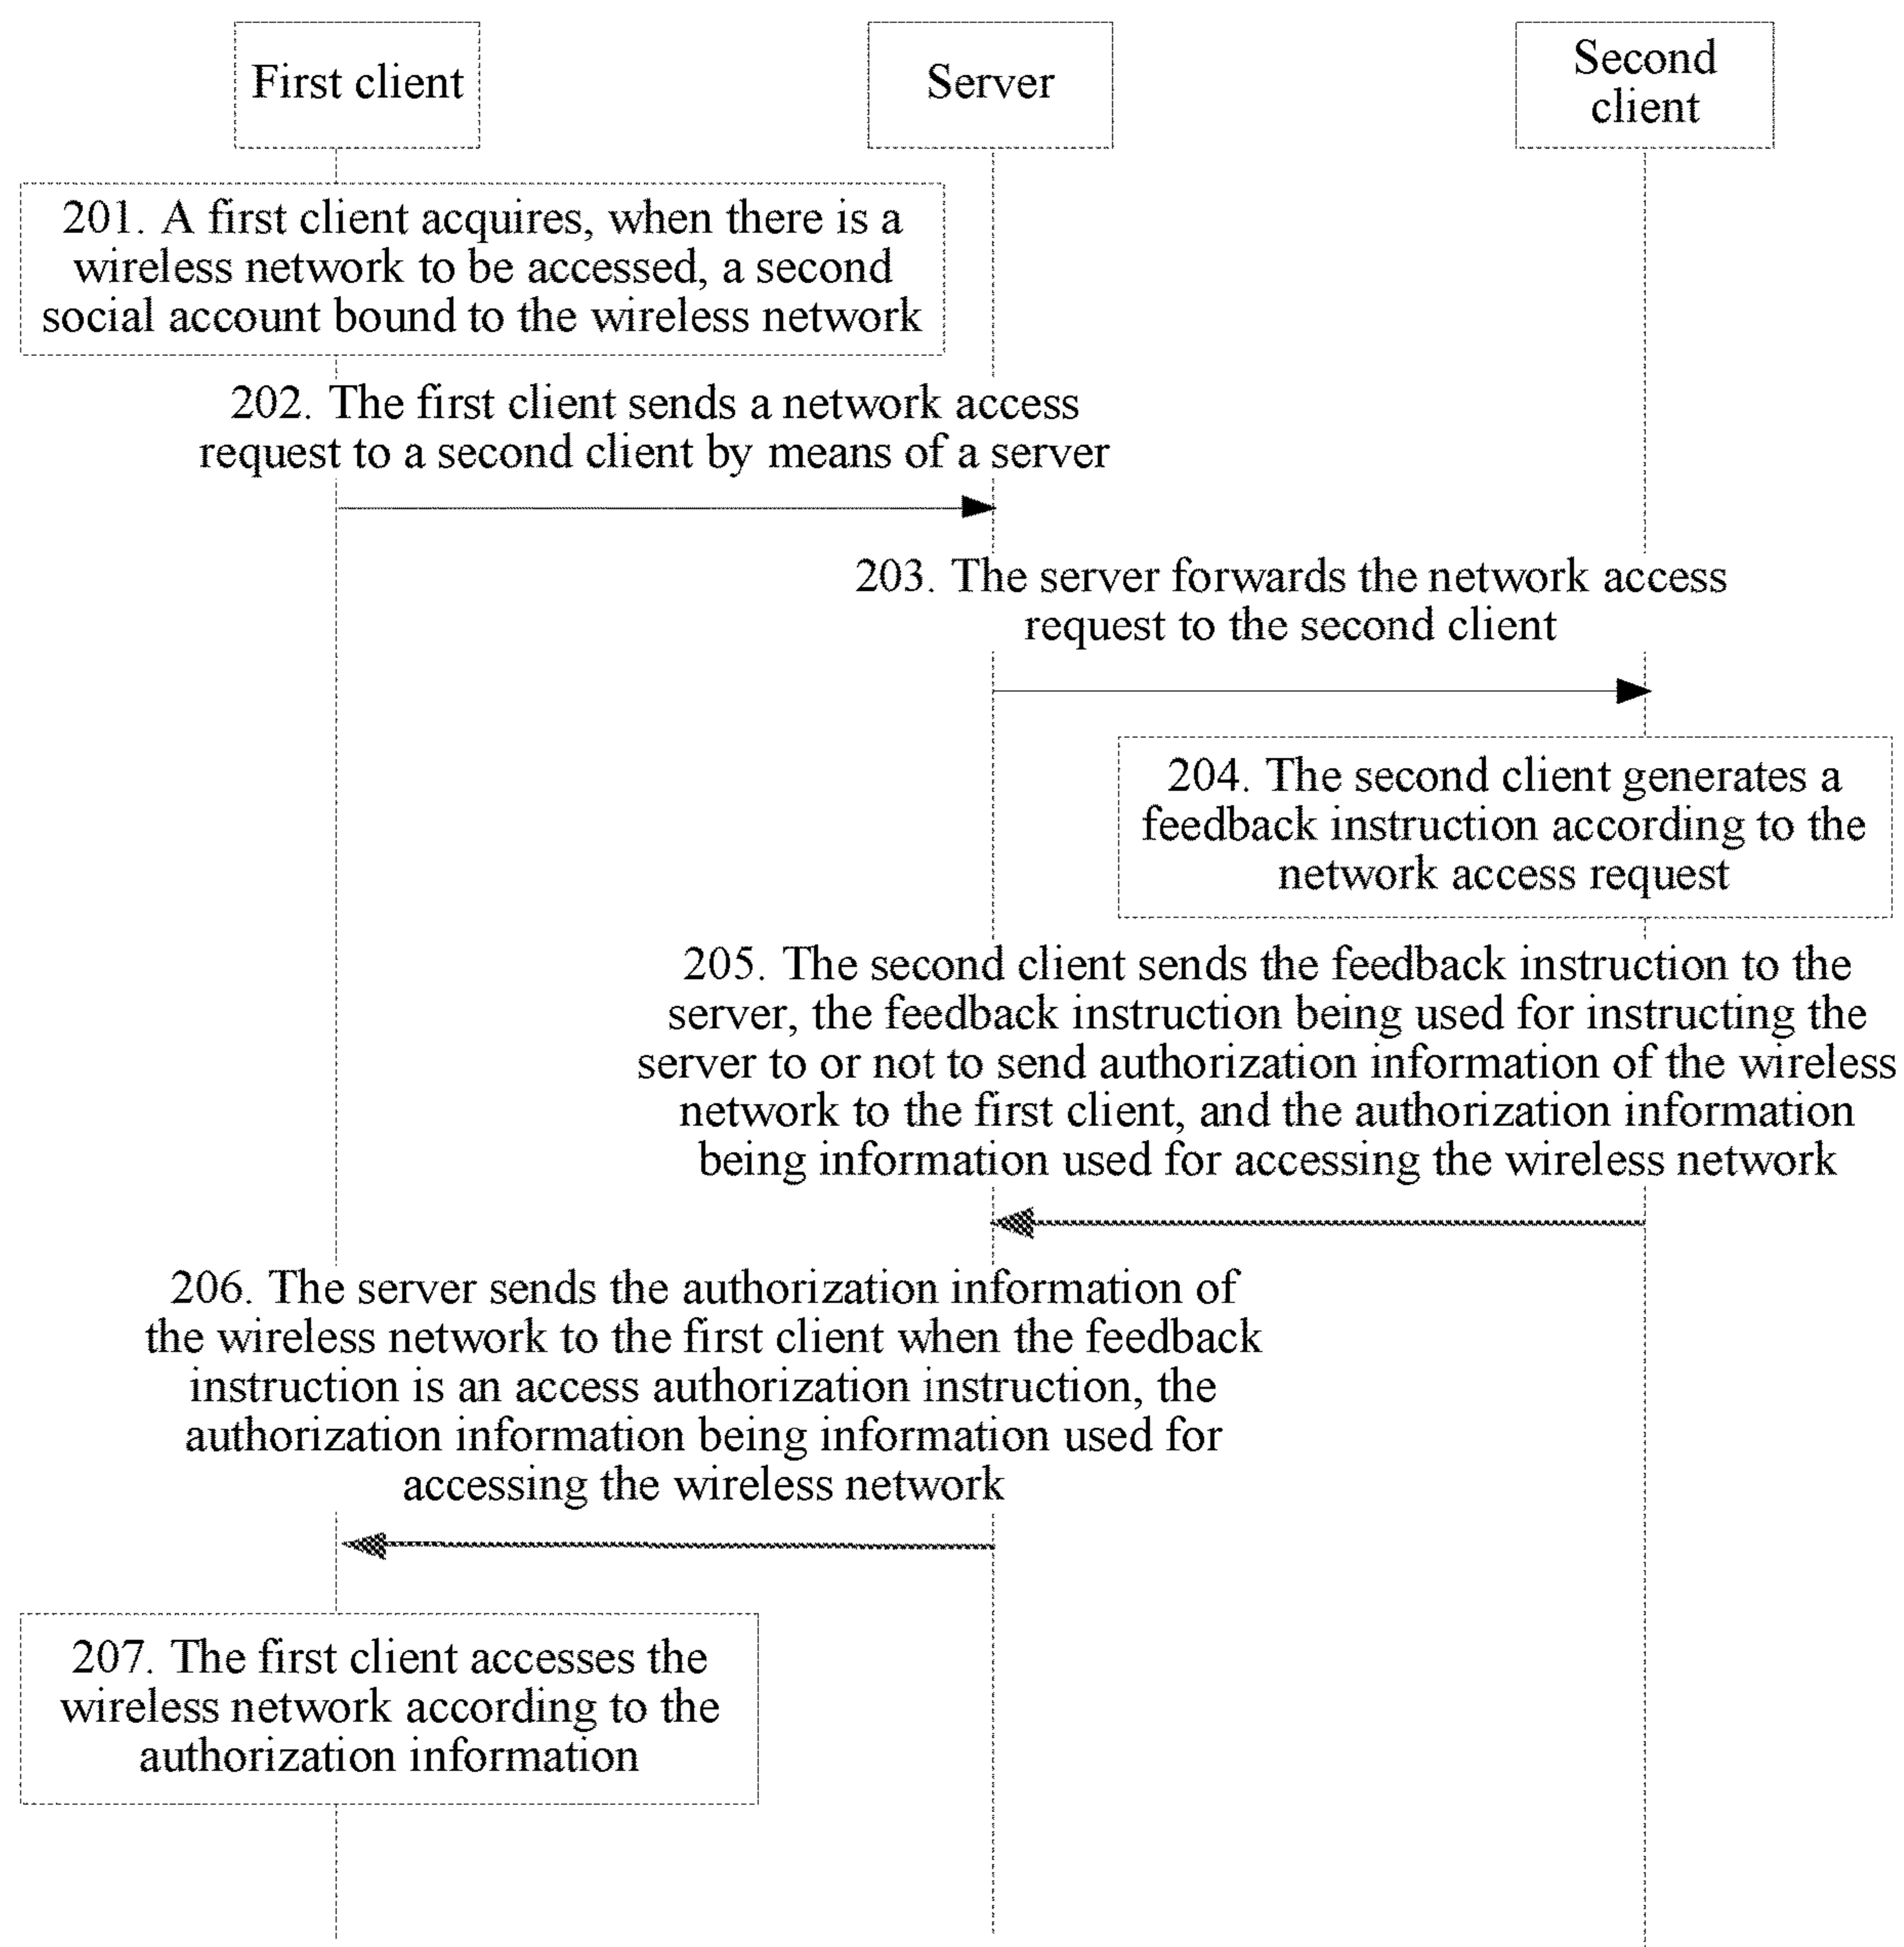 First client
Server
Second
client
201. A first client acquires, when there is a
wireless network to be accessed, a second
social account bound to the wireless network
202. The first client sends a network access
request to a second client by means of a server
203. The server forwards the network access
request to the second client
204. The second client generates a
feedback instruction according to the
network access request
205. The second client sends the feedback instruction to the
server, the feedback instruction being used for instructing the
server to or not to send authorization information of the wireless
network to the first client, and the authorization information
being information used for accessing the wireless network
206. The server sends the authorization information of
the wireless network to the first client when the feedback
instruction is an access authorization instruction, the
authorization information being information used for
accessing the wireless network
207. The first client accesses the
wireless network according to the
authorization information